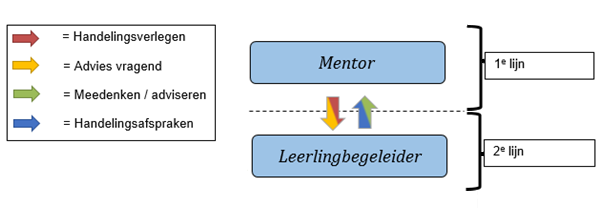 = Handelingsverlegen
= Advies vragend
= Meedenken / adviseren
= Handelingsafspraken
Mentor
1e lijn
Leerlingbegeleider
2e lijn